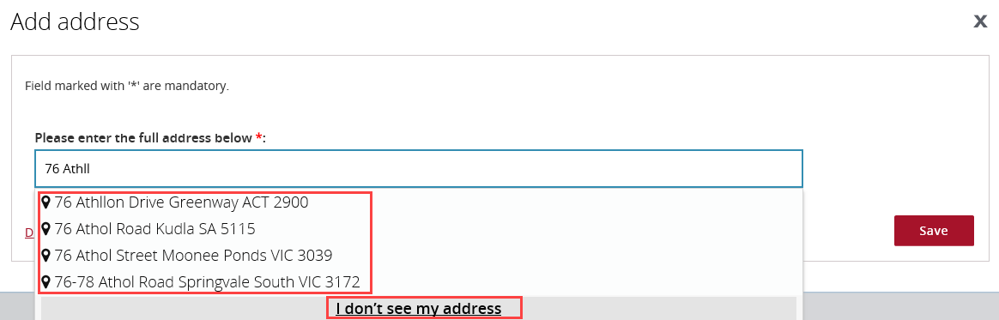 Add address
X
Field marked with '*' are mandatory.
Please enter the full address below *:
76 Athll
76 Athllon Drive Greenway ACT 2900
76 Athol Road Kudla SA 5115
D
Save
76 Athol Street Moonee Ponds VIC 3039
76-78 Athol Road Springvale South VIC 3172
I don’t see my address